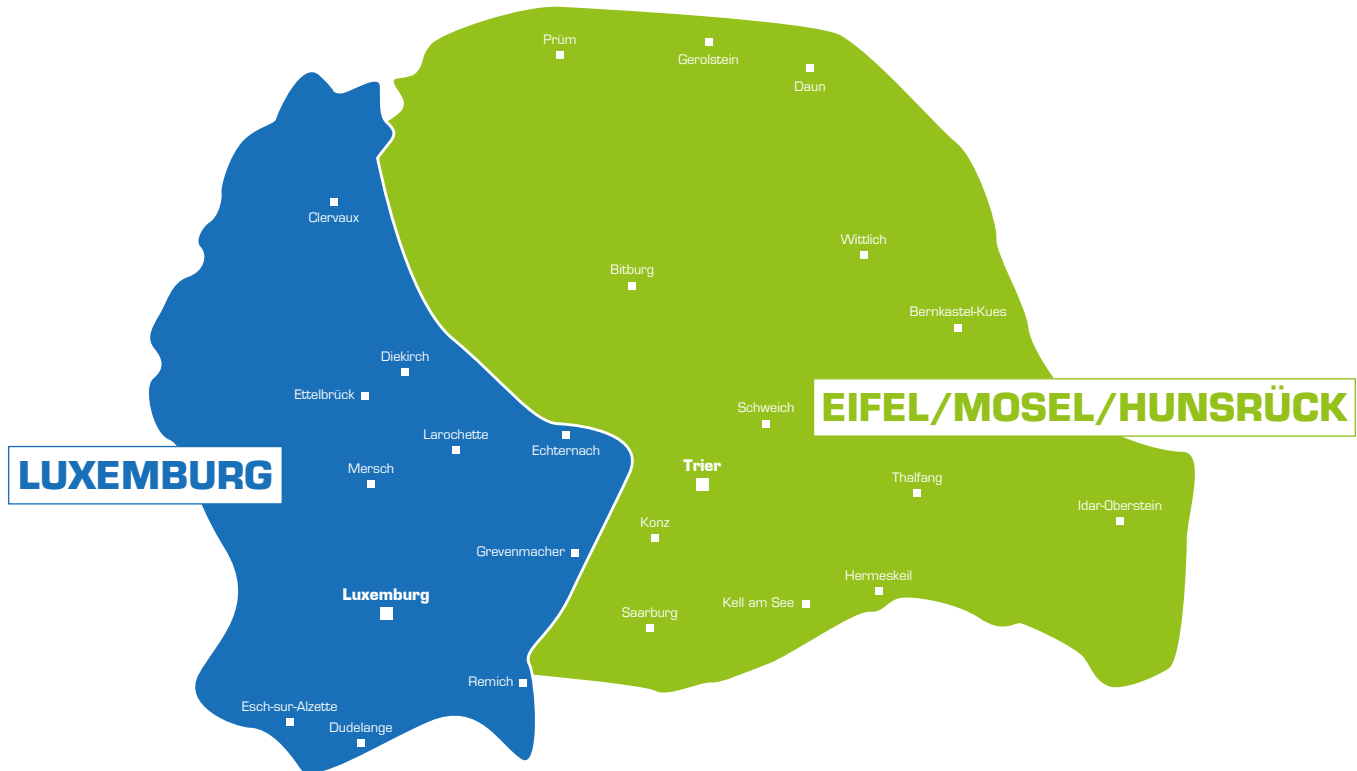 Prüm
Gerolstein
Daun
Clervaux
Wittlich
Bitburg
Bernkastel-Kues
Diekirch
Ettelbrück
Schweich
EIFEL/MOSEL/HUNSRÜCK
Larochette
Echternach
LUXEMBURG
Mersch
Trier
Thalfang
Idar-Oberstein
Konz
Grevenmacher
Hermeskeil
Luxemburg
Kell am See
Saarburg
Remich
Esch-sur-Alzette
Dudelange